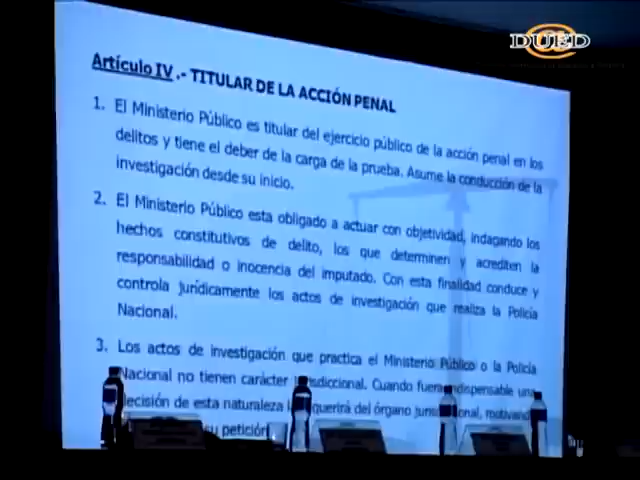 DUED
Artículo IV.- TITULAR DE LA ACCIÓN PENAL
1. El Ministerio Público es titular del ejercicio público de la acción penal en los
delitos y tiene el deber de la carga de la prueba. Asume la conducción de la
investigación desde su inicio.
2. El Ministerio Público esta obligado a actuar con objetividad, indagando los
hechos constitutivos de delito, los que determinen y acrediten la
responsabilidad o inocencia del imputado. Con esta finalidad conduce y
controla jurídicamente los actos de investigación que realiza la Policía
Nacional.
3. Los actos de investigación que practica el Ministerio Público o la Policía
Nacional no tienen carácter Cuando indispensable una
decisión de esta naturaleza del órgano
su petición